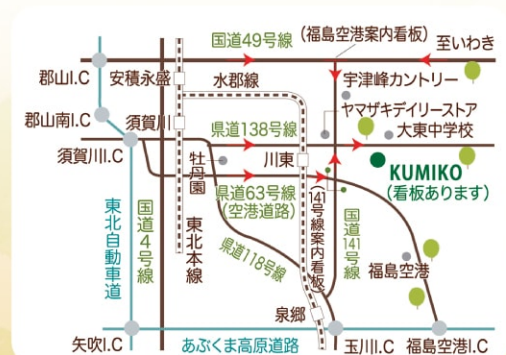 国道49号線
(福島空港案内看板)
至いわき
郡山I.C
安積永盛
水郡線
宇津峰カントリー
郡山南I.C
須賀川
県道138号線
ヤマザキデイリーストア
大東中学校
須賀川I.C
牡丹園
川東
KUMIKO
(看板あります)
県道63号線
(空港道路)
東北自動車道
国道4号線
東北本線
県道118号線
(141号線案内看板)
国道141号線
福島空港
泉郷
矢吹I.C
あぶくま高原道路
玉川I.C
福島空港I.C